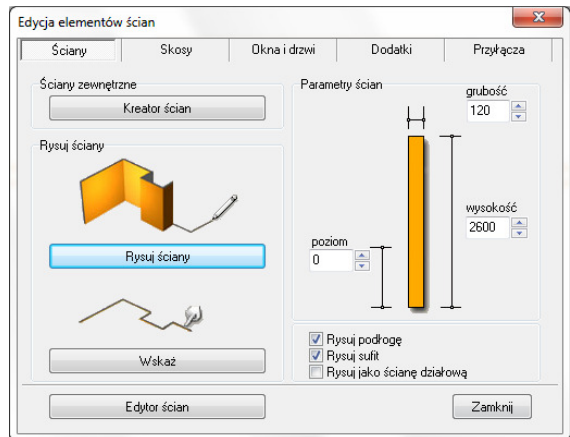 Edycja elementów ścian
Ściany
Skosy
Okna i drzwi
Dodatki
Przyłącza
Ściany zewnętrzne
Kreator ścian
Rysuj ściany
Rysuj ściany
Wskaż
Parametry ścian
grubość
120
wysokość
2600
poziom
0
Rysuj podłogę
Rysuj sufit
Rysuj jako ścianę działową
Edytor ścian
Zamknij